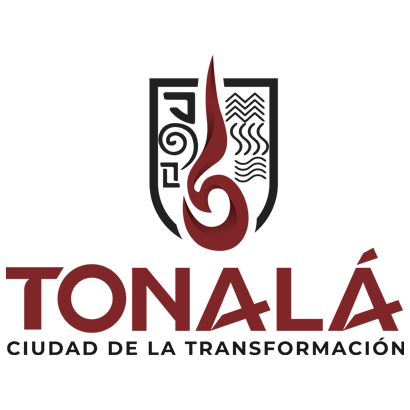 TONALÁ
CIUDAD DE LA TRANSFORMACIÓN